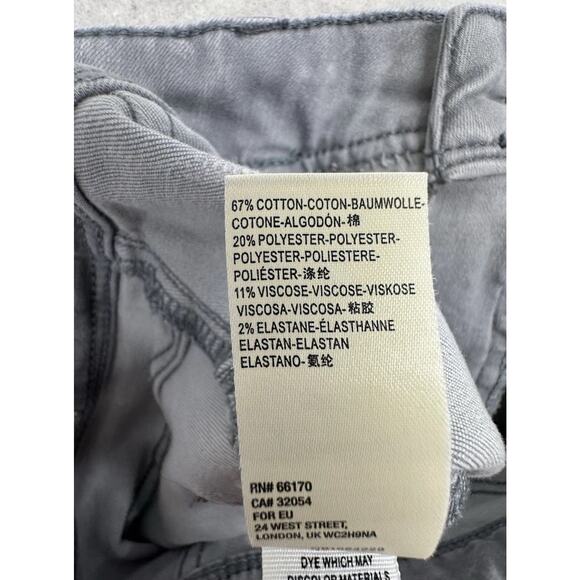 67% COTTON-COTON-BAUMWOLLE-
COTONE-ALGODÓN-棉
20% POLYESTER-POLYESTER-
POLYESTER-POLIESTERE-
POLIÉSTER-涤纶
11% VISCOSE-VISCOSE-VISKOSE
VISCOSA-VISCOSA-粘胶
2% ELASTANE-ÉLASTHANNE
ELASTAN-ELASTAN
ELASTANO-氨纶
RN# 66170
CA# 32054
FOR EU
24 WEST STREET,
LONDON, UK WC2H9NA
DYE WHICH MAY
DISCOLOR MATERIALS